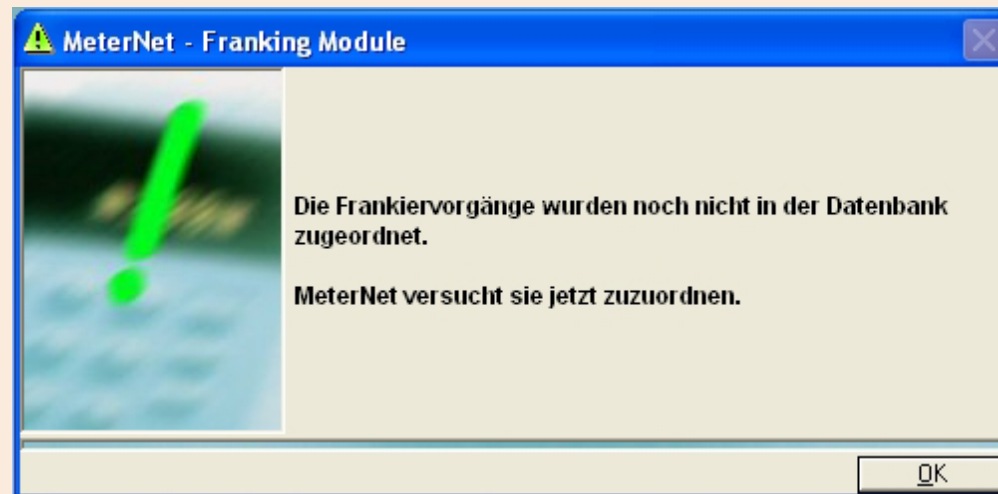 MeterNet - Franking Module
Die Frankiervorgänge wurden noch nicht in der Datenbank
zugeordnet.
MeterNet versucht sie jetzt zuzuordnen.
OK